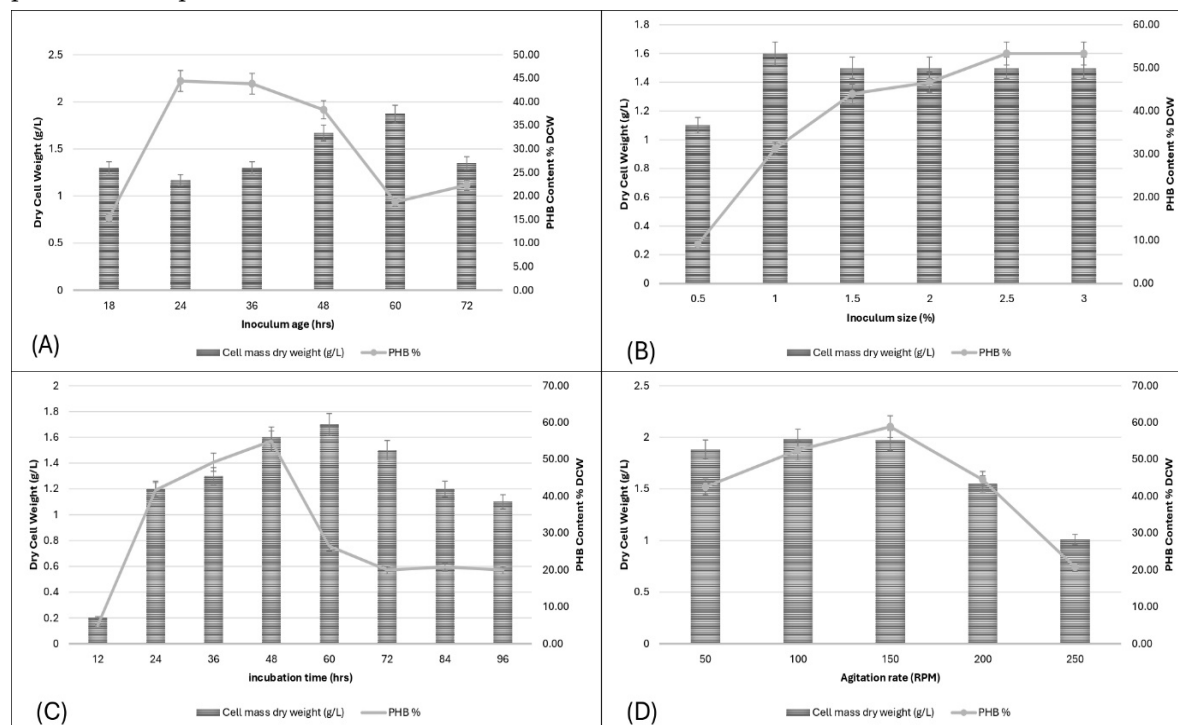 2.5
2
1.5
1
0.5
0
50.00
45.00
40.00
35.00
30.00
25.00
20.00
15.00
10.00
5.00
0.00
Dry Cell Weight (g/L)
PHB Content % DCW
18 24 36 48 60 72
Inoculum age (hrs)
(A)
Cell mass dry weight (g/L) PHB %
1.8
1.6
1.4
1.2
1
0.8
0.6
0.4
0.2
0
60.00
50.00
40.00
30.00
20.00
10.00
0.00
Dry Cell Weight (g/L)
PHB Content % DCW
0.5 1 1.5 2 2.5 3
Inoculum size (%)
(B)
Cell mass dry weight (g/L) PHB %
2
1.8
1.6
1.4
1.2
1
0.8
0.6
0.4
0.2
0
70.00
60.00
50.00
40.00
30.00
20.00
10.00
0.00
Dry Cell Weight (g/L)
PHB Content % DCW
12 24 36 48 60 72 84 96
incubation time (hrs)
(C)
Cell mass dry weight (g/L) PHB %
2.5
2
1.5
1
0.5
0
70.00
60.00
50.00
40.00
30.00
20.00
10.00
0.00
Dry Cell Weight (g/L)
PHB Content % DCW
50 100 150 200 250
Agitation rate (RPM)
(D)
Cell mass dry weight (g/L) PHB %